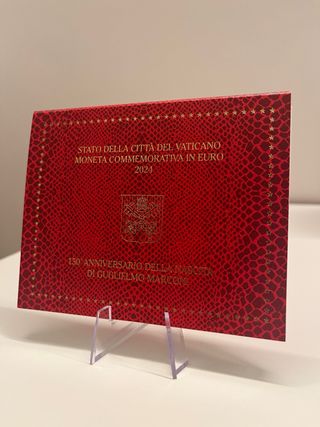 STATO DELLA CITTÀ DEL VATICANO
MONETA COMMEMORATIVA IN EURO
2024
150° ANNIVERSARIO DELLA NASCITA
DI GUGLIELMO MARCONI